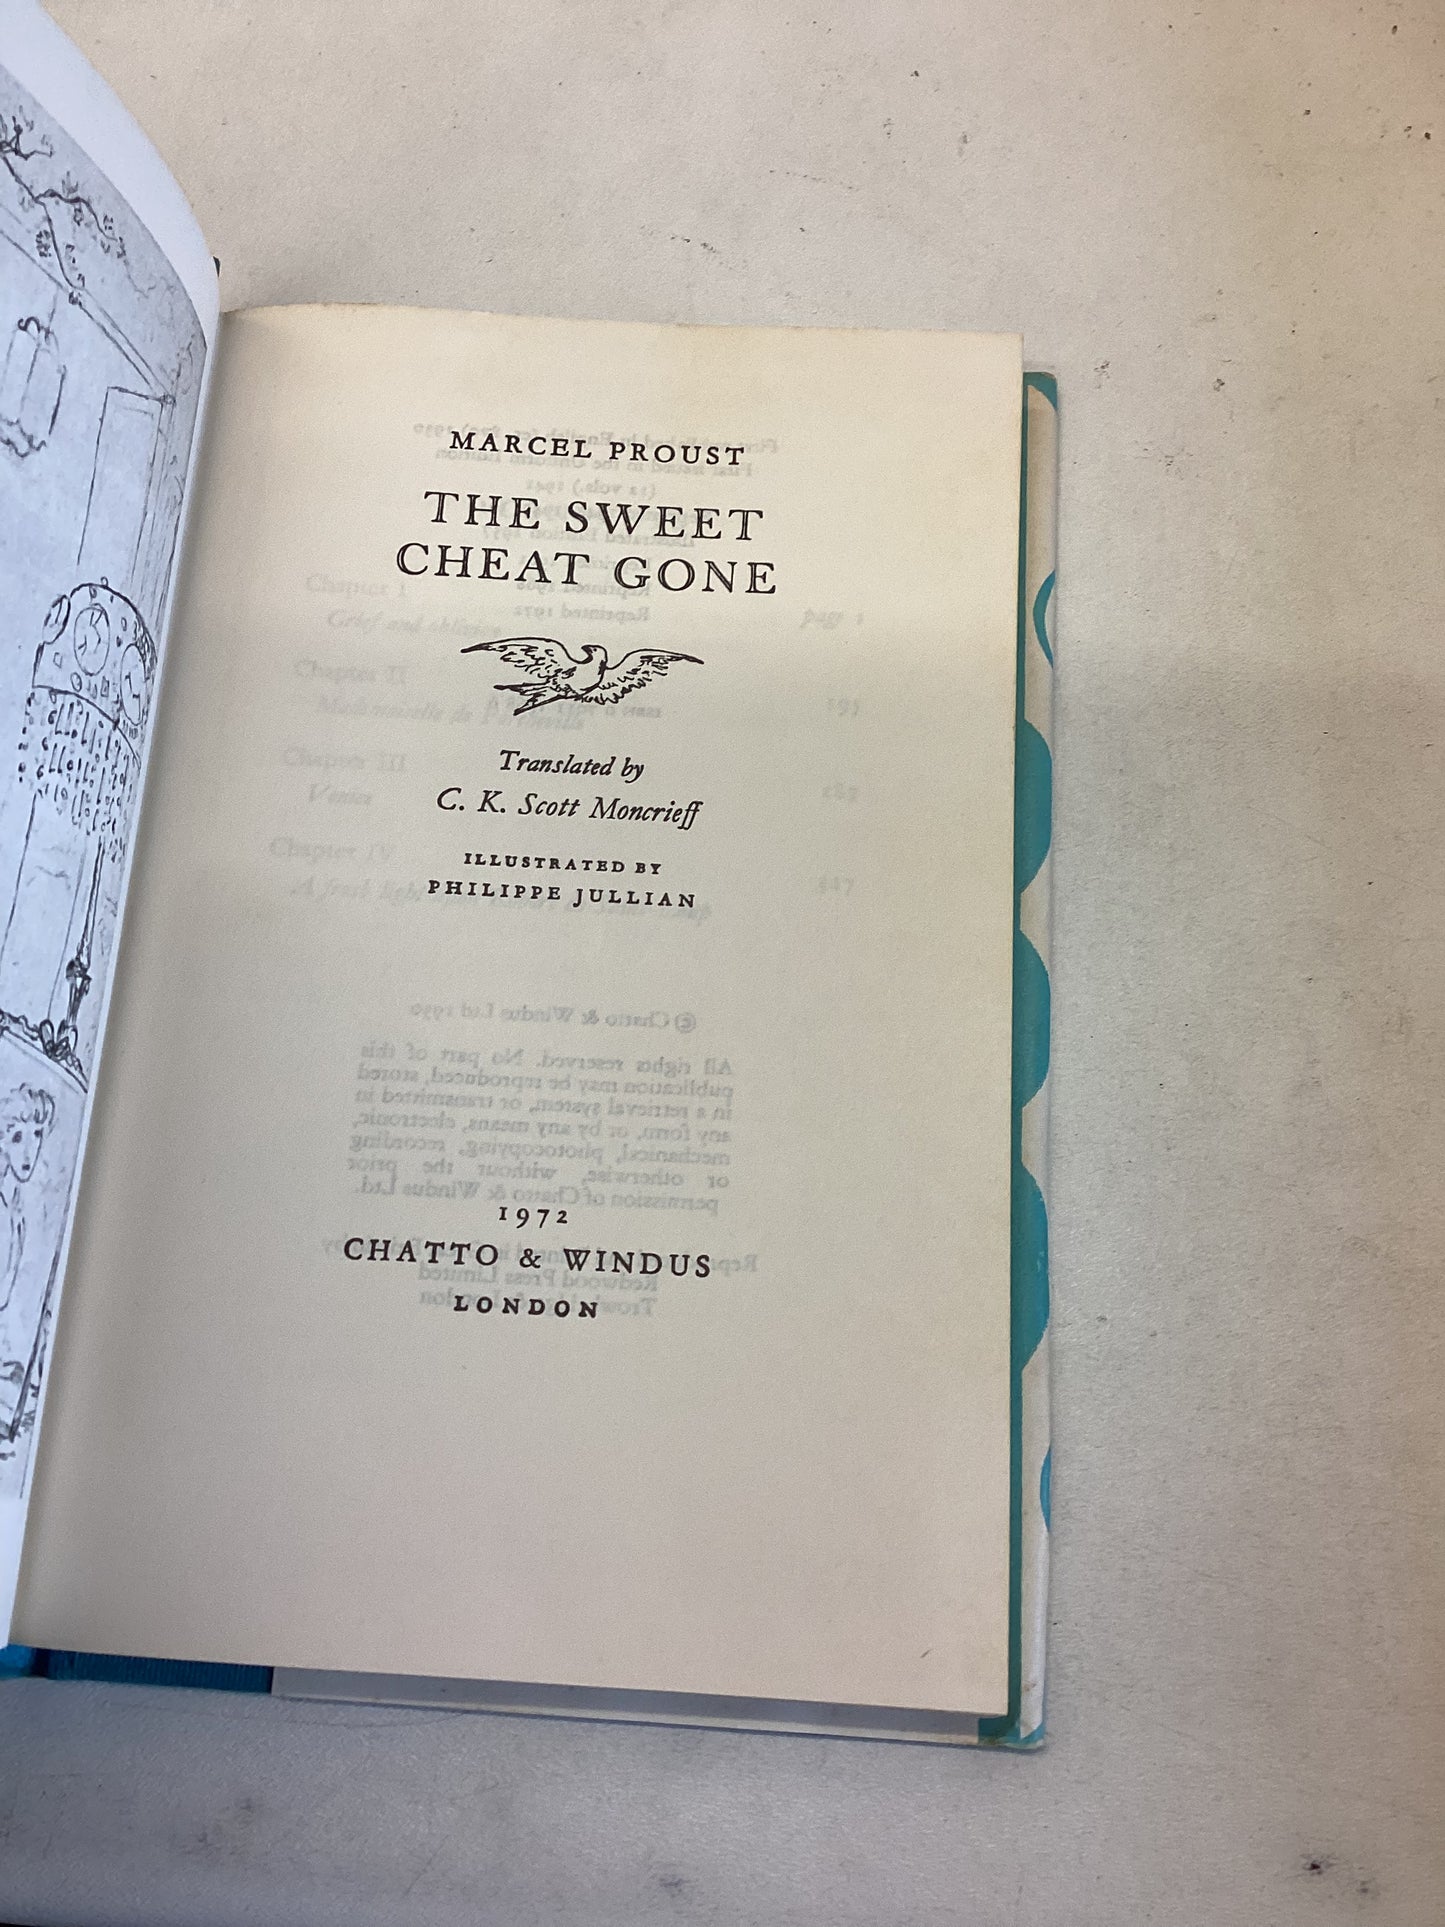 MARCEL PROUST
THE SWEET
CHEAT GONE
Translated by
C. K. Scott Moncrieff
ILLUSTRATED BY
PHILIPPE JULLIAN
1972
CHATTO & WINDUS
LONDON